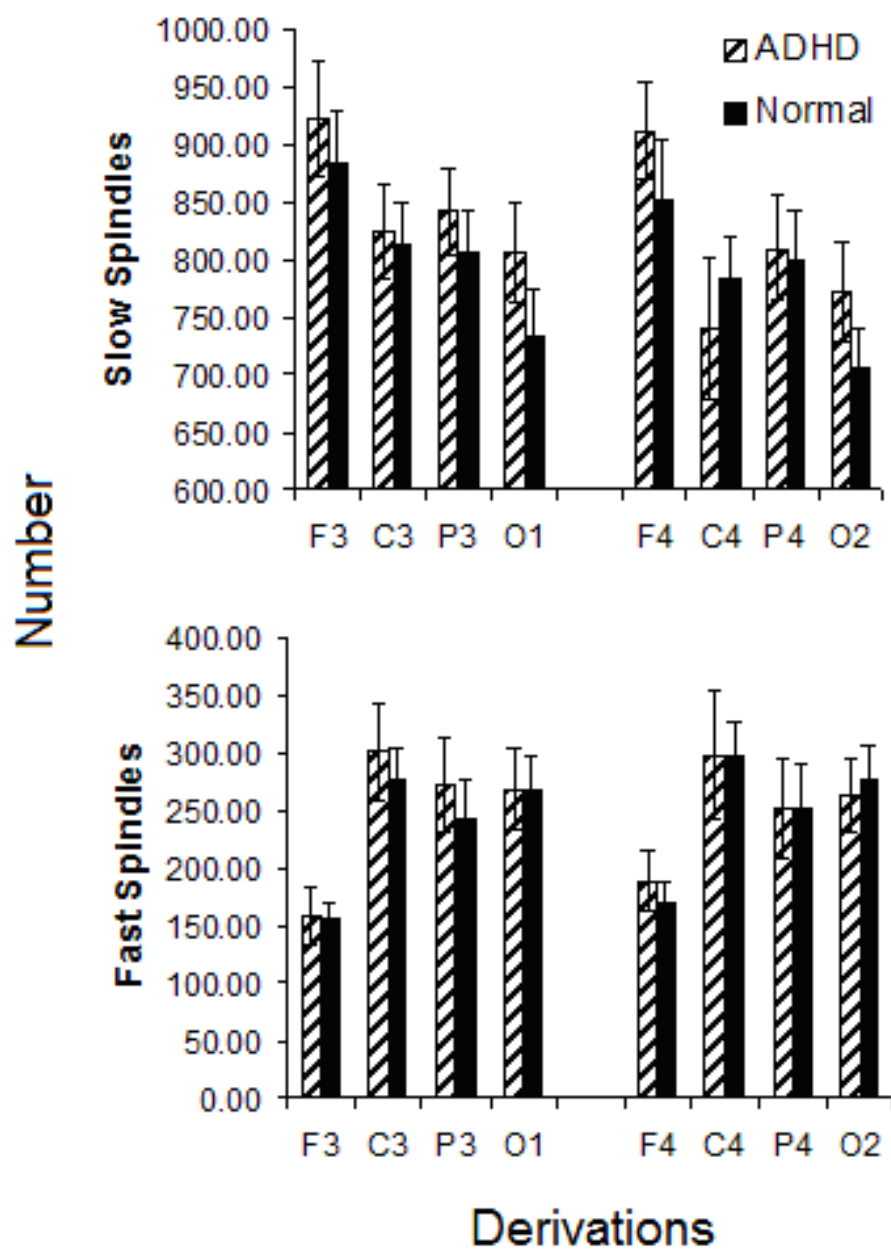 ADHD
Normal
Slow Spindles
1000.00
950.00
900.00
850.00
800.00
750.00
700.00
650.00
600.00
F3 C3 P3 O1 F4 C4 P4 O2
Number
Fast Spindles
400.00
350.00
300.00
250.00
200.00
150.00
100.00
50.00
0.00
F3 C3 P3 O1 F4 C4 P4 O2
Derivations